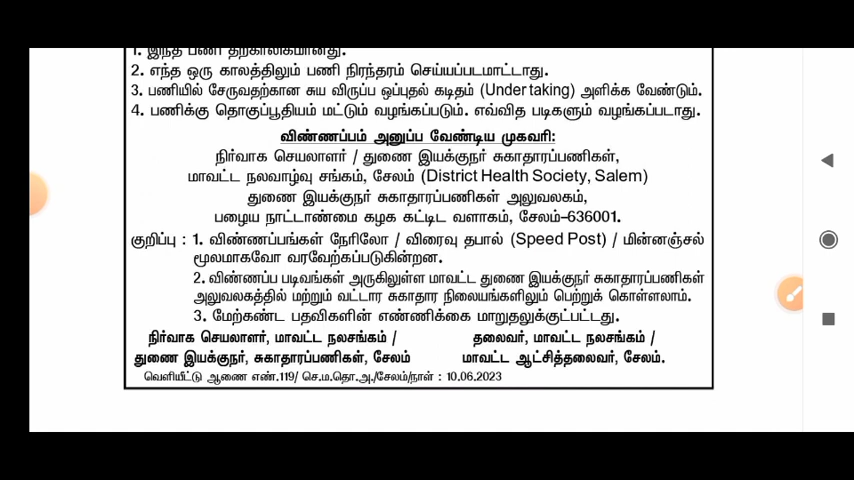 1. இந்த பணி தற்காலிகமானது.
2. எந்த ஒரு காலத்திலும் பணி நிரந்தரம் செய்யப்படமாட்டாது.
3. பணியில் சேருவதற்கான சுய விருப்ப ஒப்புதல் கடிதம் (Under taking) அளிக்க வேண்டும்.
4. பணிக்கு தொகுப்பூதியம் மட்டும் வழங்கப்படும். எவ்வித படிகளும் வழங்கப்படாது.
விண்ணப்பம் அனுப்ப வேண்டிய முகவரி:
நிர்வாக செயலாளர் / துணை இயக்குநர் சுகாதாரப்பணிகள்,
மாவட்ட நலவாழ்வு சங்கம், சேலம் (District Health Society, Salem)
துணை இயக்குநர் சுகாதாரப்பணிகள் அலுவலகம்,
பழைய நாட்டாண்மை கழக கட்டிட வளாகம், சேலம்-636001.
குறிப்பு : 1. விண்ணப்பங்கள் நேரிலோ / விரைவு தபால் (Speed Post) / மின்னஞ்சல்
மூலமாகவோ வரவேற்கப்படுகின்றன.
2. விண்ணப்ப படிவங்கள் அருகிலுள்ள மாவட்ட துணை இயக்குநர் சுகாதாரப்பணிகள்
அலுவலகத்தில் மற்றும் வட்டார சுகாதார நிலையங்களிலும் பெற்றுக் கொள்ளலாம்.
3. மேற்கண்ட பதவிகளின் எண்ணிக்கை மாறுதலுக்குட்பட்டது.
நிர்வாக செயலாளர், மாவட்ட நலசங்கம் / தலைவர், மாவட்ட நலசங்கம் /
துணை இயக்குநர், சுகாதாரப்பணிகள், சேலம் மாவட்ட ஆட்சித்தலைவர், சேலம்.
வெளியீட்டு ஆணை எண்.119/ செ.ம.தொ.அ./சேலம்/நாள் : 10.06.2023